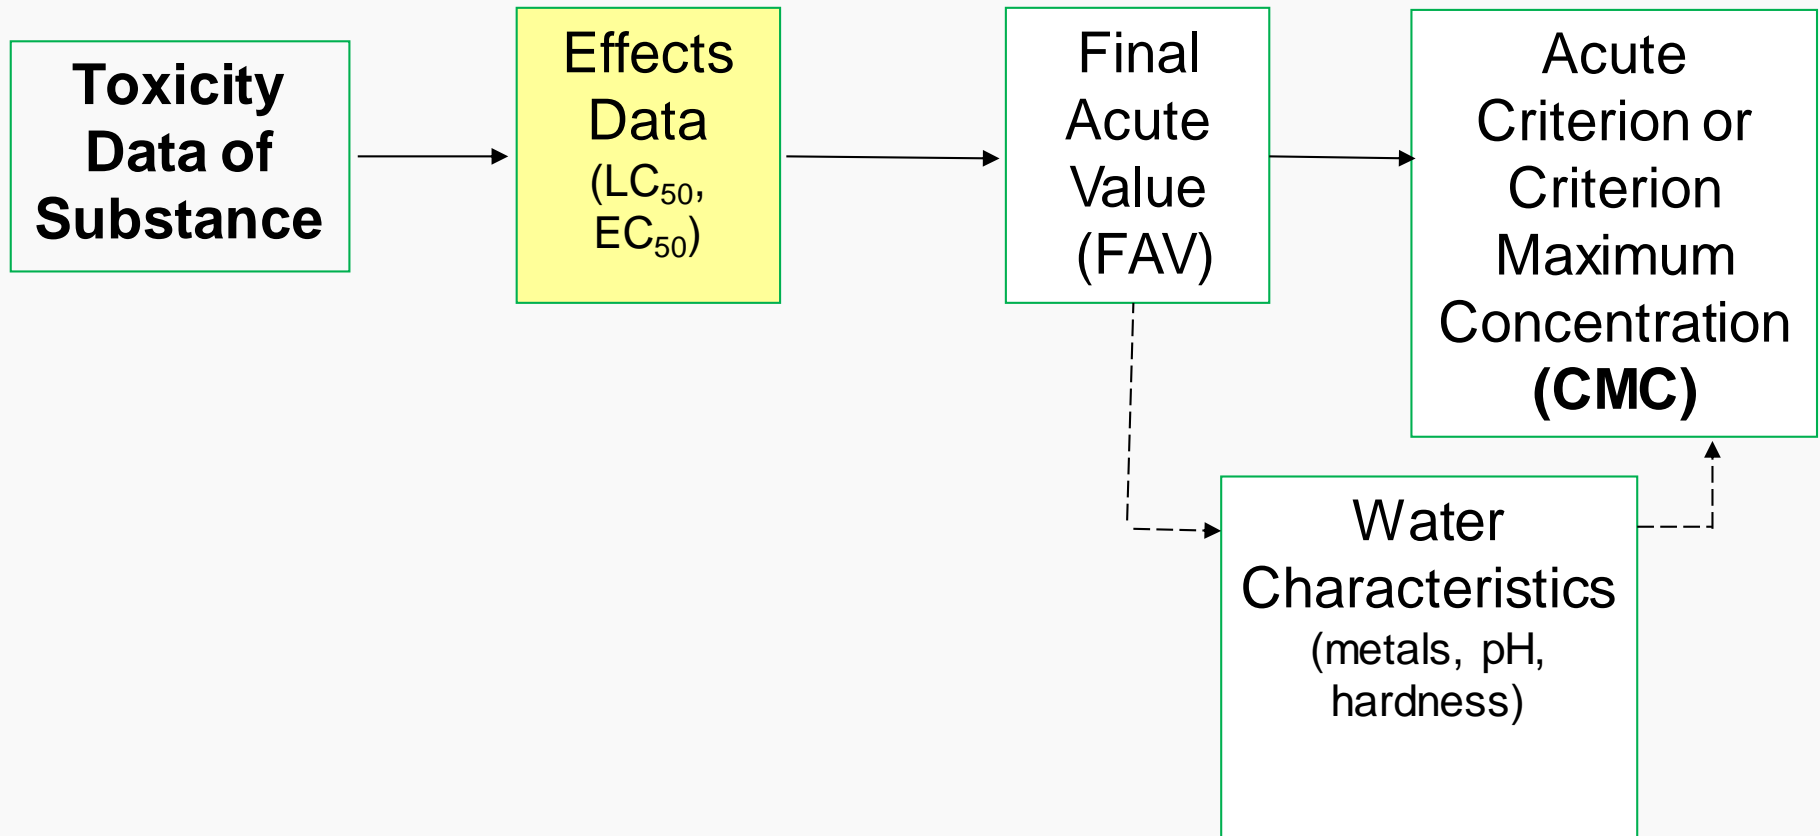 Toxicity
Data of
Substance
Effects
Data
(LC₅₀,
EC₅₀)
Final
Acute
Value
(FAV)
Acute
Criterion or
Criterion
Maximum
Concentration
(CMC)
Water
Characteristics
(metals, pH,
hardness)